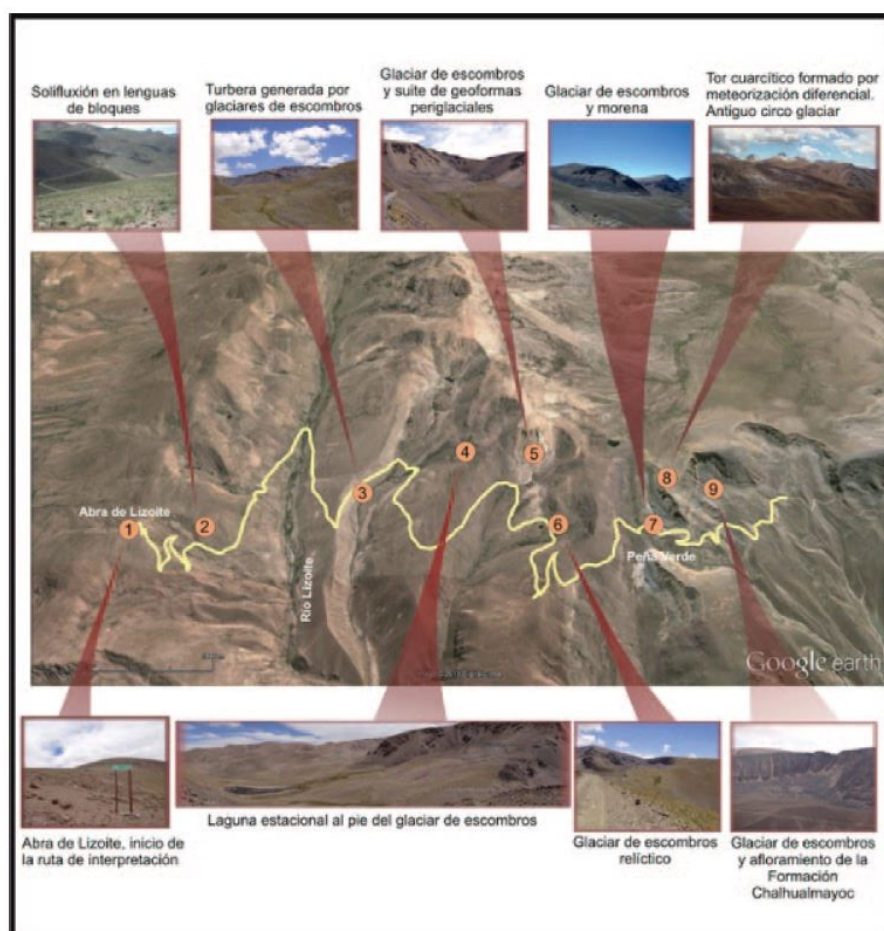 Solifluxión en lenguas
de bloques
Turbera generada por
glaciares de escombros
Glaciar de escombros
y suite de geoformas
periglaciales
Glaciar de escombros
y morena
Tor cuarcítico formado por
meteorización diferencial.
Antiguo circo glaciar
Abra de Lizoite
1
2
3
4
5
6
7
8
9
Río Lizoite
Peña Verde
Google earth
Abra de Lizoite, inicio de
la ruta de interpretación
Laguna estacional al pie del glaciar de escombros
Glaciar de escombros
relíctico
Glaciar de escombros
y afloramiento de la
Formación
Chalhualmayoc